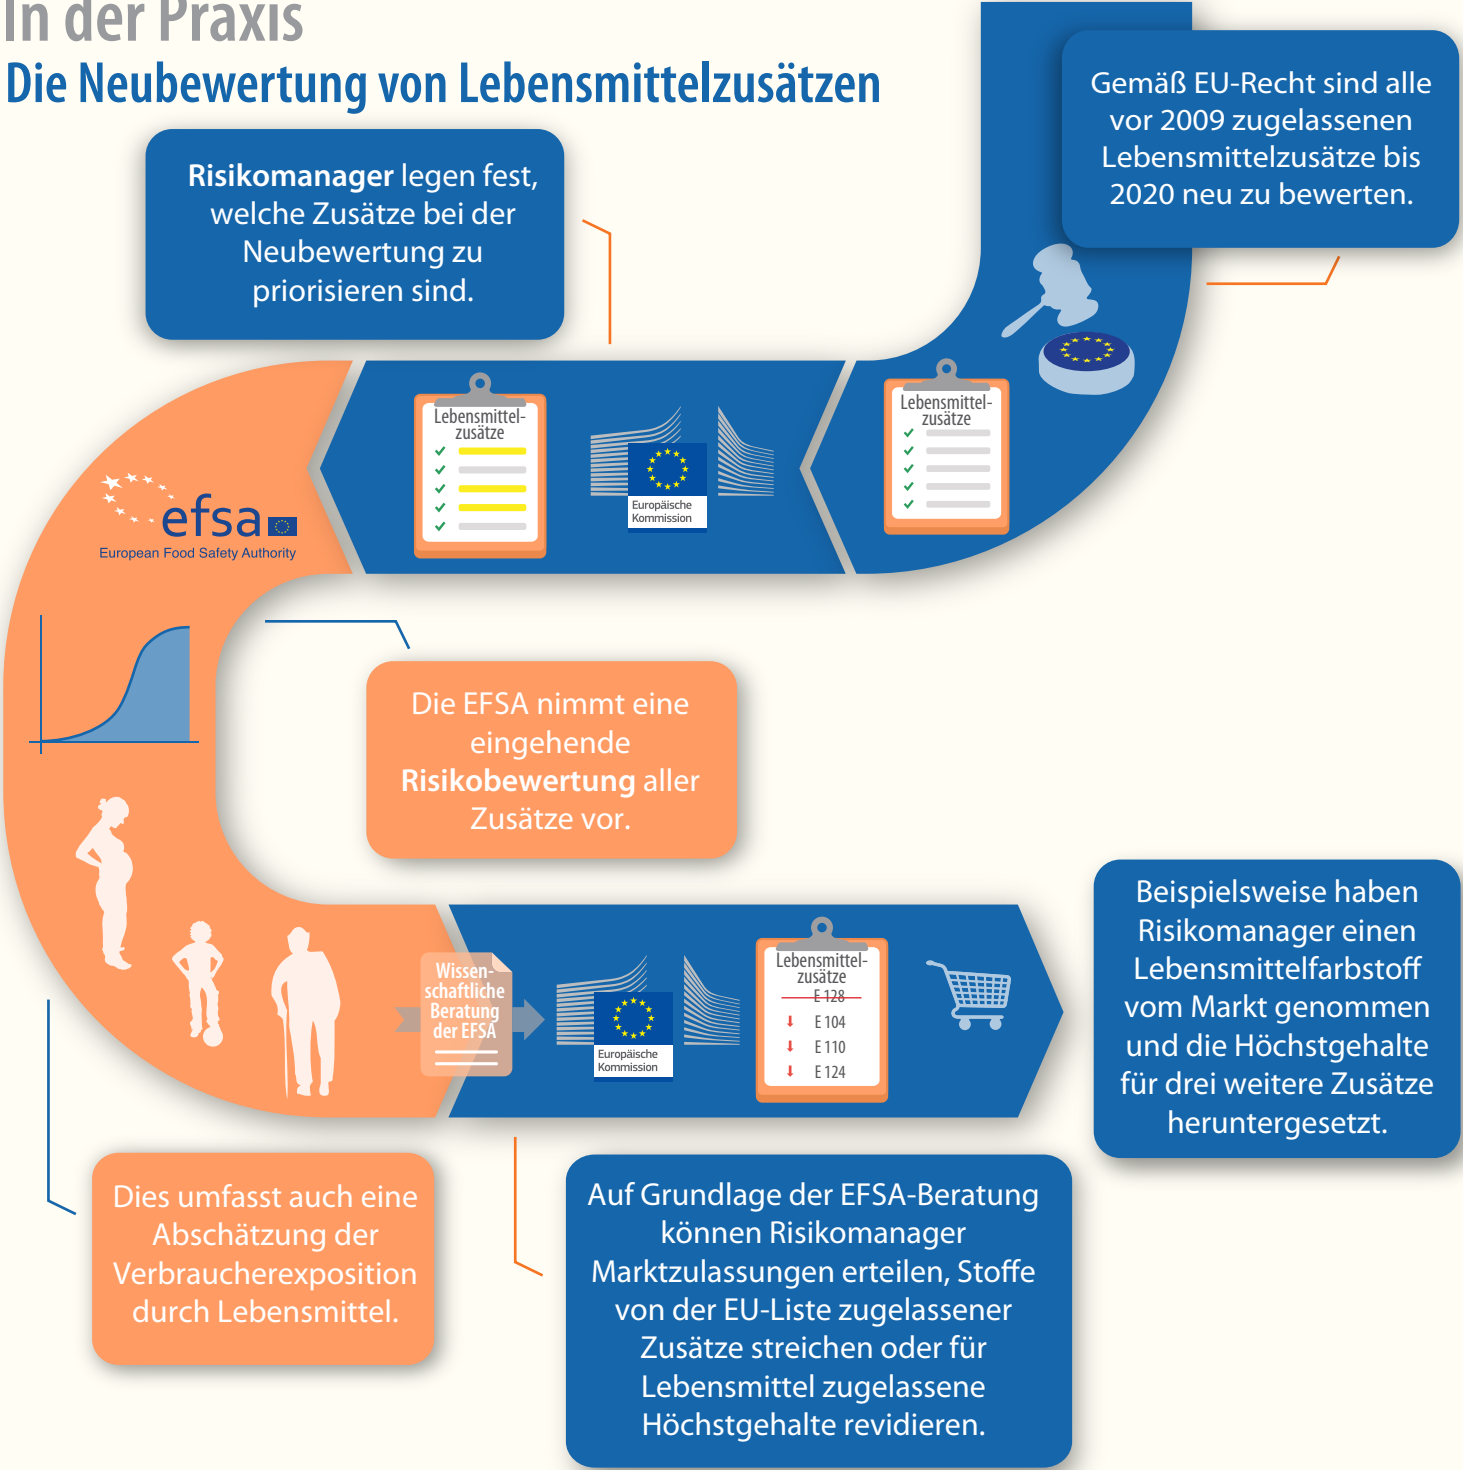 In der Praxis
Die Neubewertung von Lebensmittelzusätzen
Gemäß EU-Recht sind alle
vor 2009 zugelassenen
Lebensmittelzusätze bis
2020 neu zu bewerten.
Risikomanager legen fest,
welche Zusätze bei der
Neubewertung zu
priorisieren sind.
Lebensmittel-
zusätze
Europäische
Kommission
Lebensmittel-
zusätze
efsa
European Food Safety Authority
Die EFSA nimmt eine
eingehende
Risikobewertung aller
Zusätze vor.
Wissen-
schaftliche
Beratung
der EFSA
Europäische
Kommission
Lebensmittel-
zusätze
E 128
E 104
E 110
E 124
Beispielsweise haben
Risikomanager einen
Lebensmittelfarbstoff
vom Markt genommen
und die Höchstgehalte
für drei weitere Zusätze
heruntergesetzt.
Dies umfasst auch eine
Abschätzung der
Verbraucherexposition
durch Lebensmittel.
Auf Grundlage der EFSA-Beratung
können Risikomanager
Marktzulassungen erteilen, Stoffe
von der EU-Liste zugelassener
Zusätze streichen oder für
Lebensmittel zugelassene
Höchstgehalte revidieren.